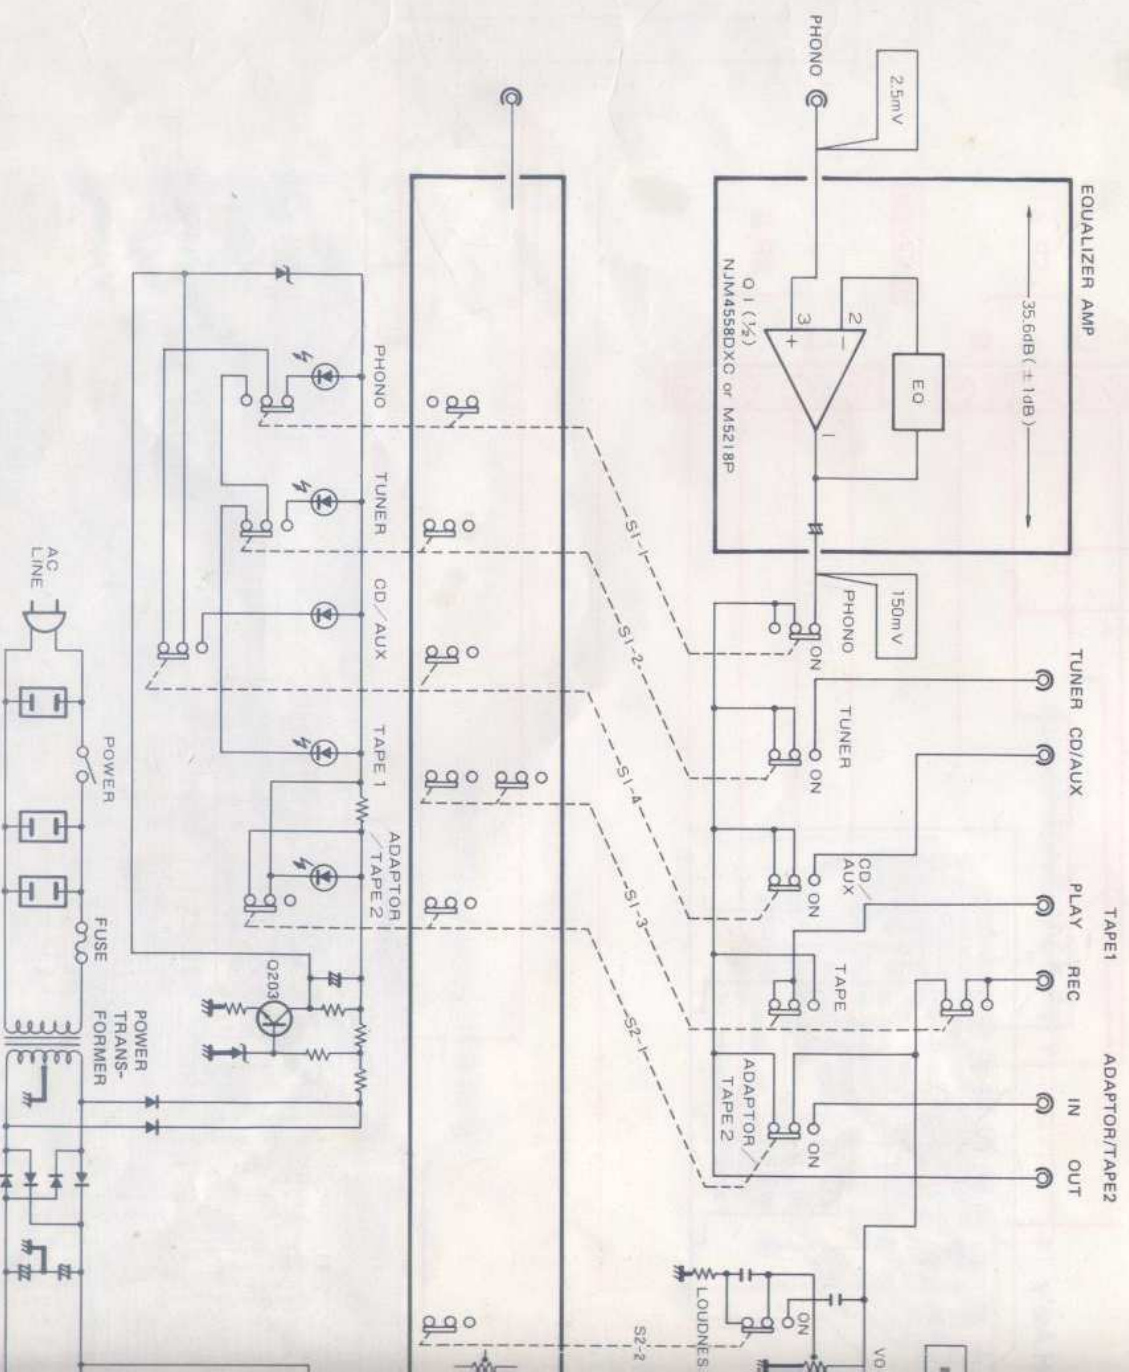 EQUALIZER AMP
35.6dB (±1dB)
2.5mV
PHONO
EQ
2
3
−
+
1
Q1 (½)
NJM4558DXC or M5218P
150mV
PHONO
ON
TUNER
CD/AUX
TAPE1
PLAY
REC
ADAPTOR/TAPE2
IN
OUT
TUNER
ON
CD/
AUX
ON
TAPE
ADAPTOR/
TAPE 2
ON
S1-1
S1-2
S1-4
S1-3
S2-1
S2-2
ON
LOUDNES
VO
PHONO
TUNER
CD/AUX
TAPE 1
ADAPTOR
/TAPE 2
Q203
AC
LINE
POWER
FUSE
POWER
TRANS-
FORMER